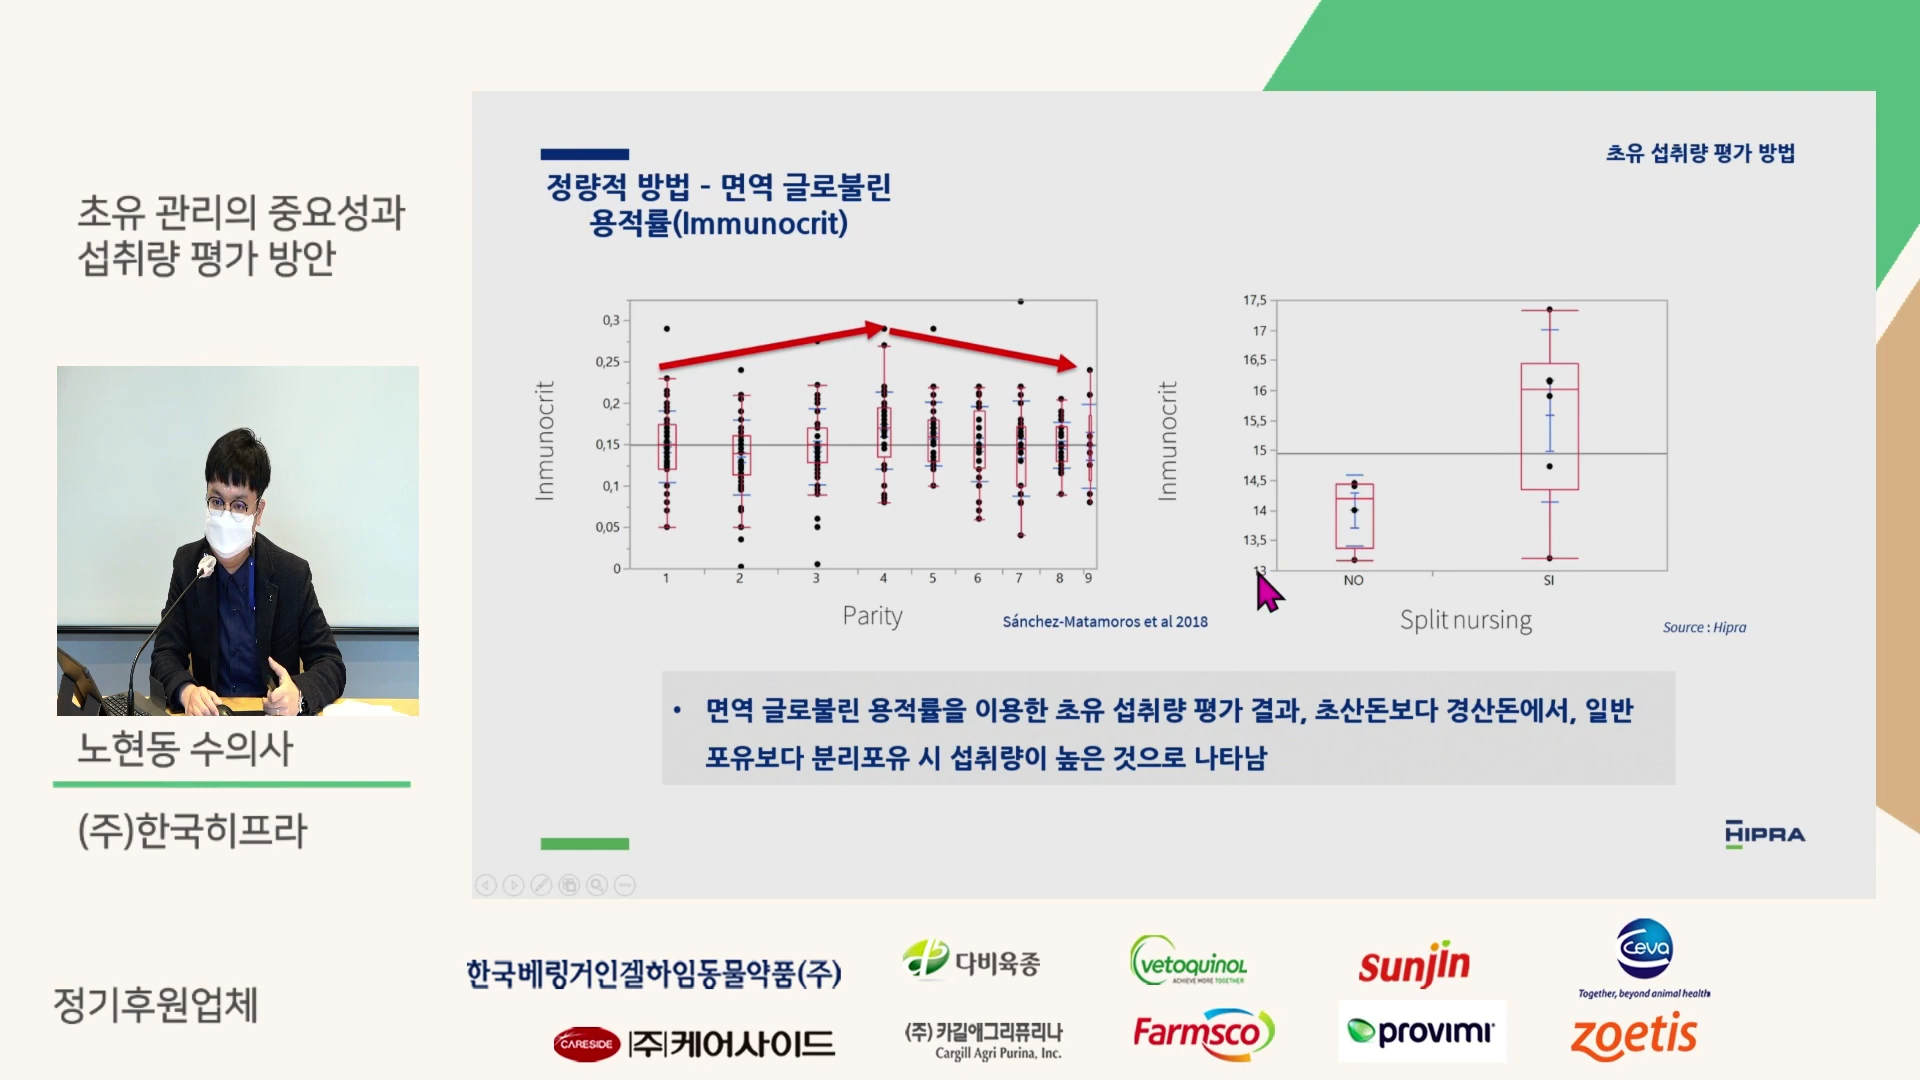 초유 관리의 중요성과
섭취량 평가 방안
노현동 수의사
(주)한국히프라
초유 섭취량 평가 방법
정량적 방법 - 면역 글로불린
용적률(Immunocrit)
Inmunocrit
0,3
0,25
0,2
0,15
0,1
0,05
0
1 2 3 4 5 6 7 8 9
Parity
Sánchez-Matamoros et al 2018
Inmunocrit
17,5
17
16,5
16
15,5
15
14,5
14
13,5
13
NO SI
Split nursing
Source : Hipra
• 면역 글로불린 용적률을 이용한 초유 섭취량 평가 결과, 초산돈보다 경산돈에서, 일반
포유보다 분리포유 시 섭취량이 높은 것으로 나타남
HIPRA
정기후원업체
한국베링거인겔하임동물약품(주)
다비육종
vetoquinol
ACHIEVE MORE TOGETHER
Sunjin
ceva
Together, beyond animal health
CARESIDE (주)케어사이드
(주) 카길애그리퓨리나
Cargill Agri Purina, Inc.
Farmsco
provimi
zoetis